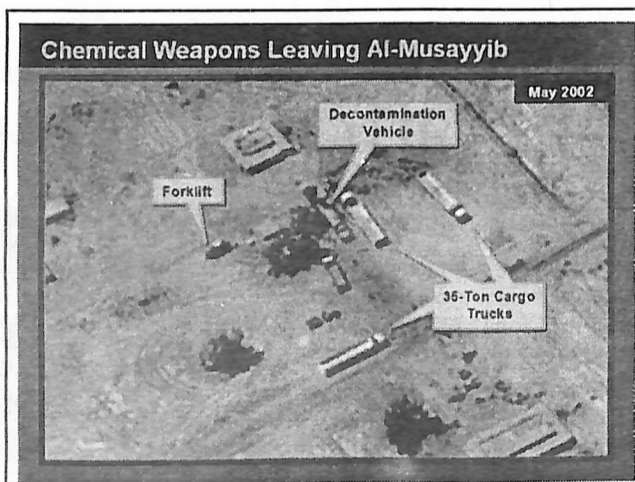 Chemical Weapons Leaving Al-Musayyib
May 2002
Decontamination
Vehicle
Forklift
35-Ton Cargo
Trucks